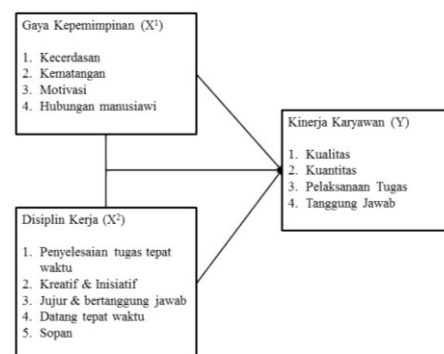 Gaya Kepemimpinan (X¹)
1. Kecerdasan
2. Kematangan
3. Motivasi
4. Hubungan manusiawi
Kinerja Karyawan (Y)
1. Kualitas
2. Kuantitas
3. Pelaksanaan Tugas
4. Tanggung Jawab
Disiplin Kerja (X²)
1. Penyelesaian tugas tepat
waktu
2. Kreatif & Inisiatif
3. Jujur & bertanggung jawab
4. Datang tepat waktu
5. Sopan